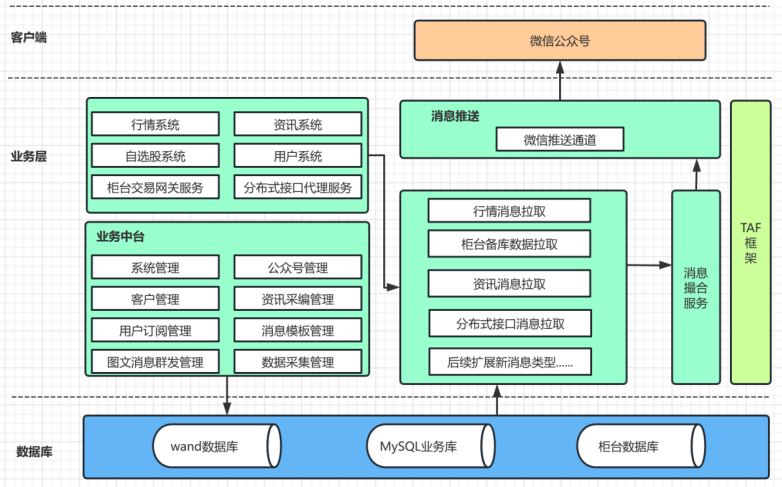 客户端
微信公众号
业务层
行情系统
资讯系统
自选股系统
用户系统
柜台交易网关服务
分布式接口代理服务
业务中台
系统管理
公众号管理
客户管理
资讯采编管理
用户订阅管理
消息模板管理
图文消息群发管理
数据采集管理
消息推送
微信推送通道
行情消息拉取
柜台备库数据拉取
资讯消息拉取
分布式接口消息拉取
后续扩展新消息类型......
消息
撮合
服务
TAF
框
架
数据库
wand数据库
MySQL业务库
柜台数据库